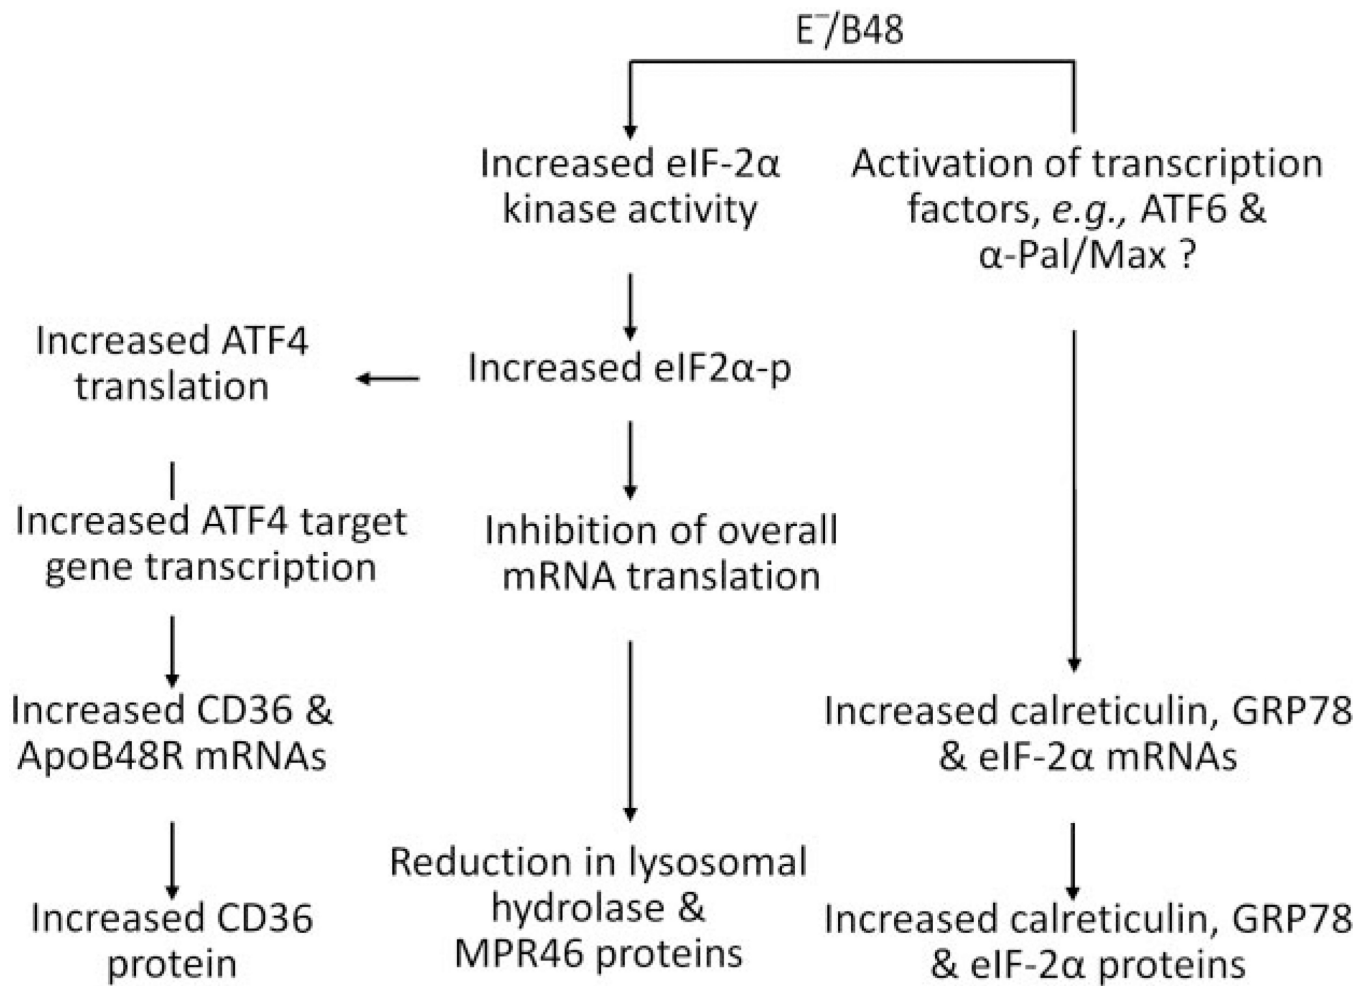 E⁻/B48
Increased eIF-2α
kinase activity
Activation of transcription
factors, e.g., ATF6 &
α-Pal/Max ?
Increased ATF4
translation
Increased eIF2α-p
Increased ATF4 target
gene transcription
Inhibition of overall
mRNA translation
Increased CD36 &
ApoB48R mRNAs
Increased calreticulin, GRP78
& eIF-2α mRNAs
Reduction in lysosomal
hydrolase &
MPR46 proteins
Increased CD36
protein
Increased calreticulin, GRP78
& eIF-2α proteins